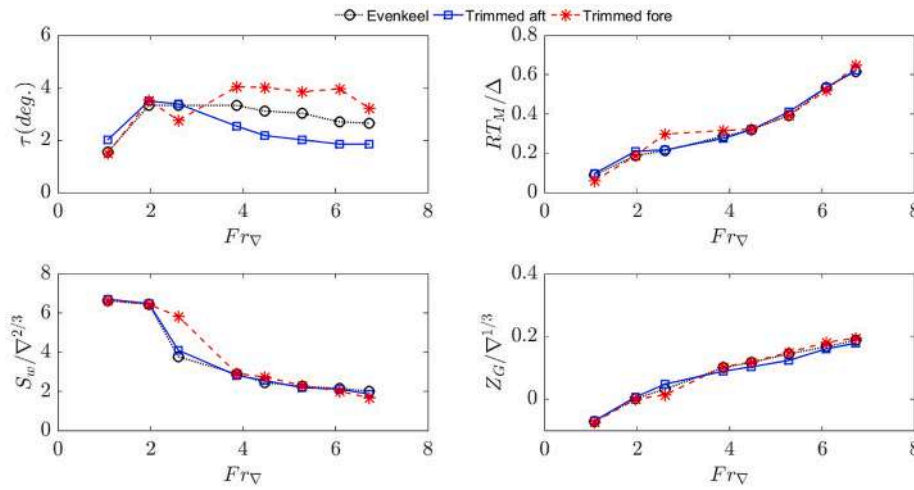 Evenkeel Trimmed aft Trimmed fore
6
4
2
0
τ(deg.)
0 2 4 6 8
Fr∇
0.8
0.6
0.4
0.2
0
RT_M/Δ
0 2 4 6 8
Fr∇
8
6
4
2
0
S_w/∇^2/3
0 2 4 6 8
Fr∇
0.4
0.2
0
Z_G/∇^1/3
0 2 4 6 8
Fr∇